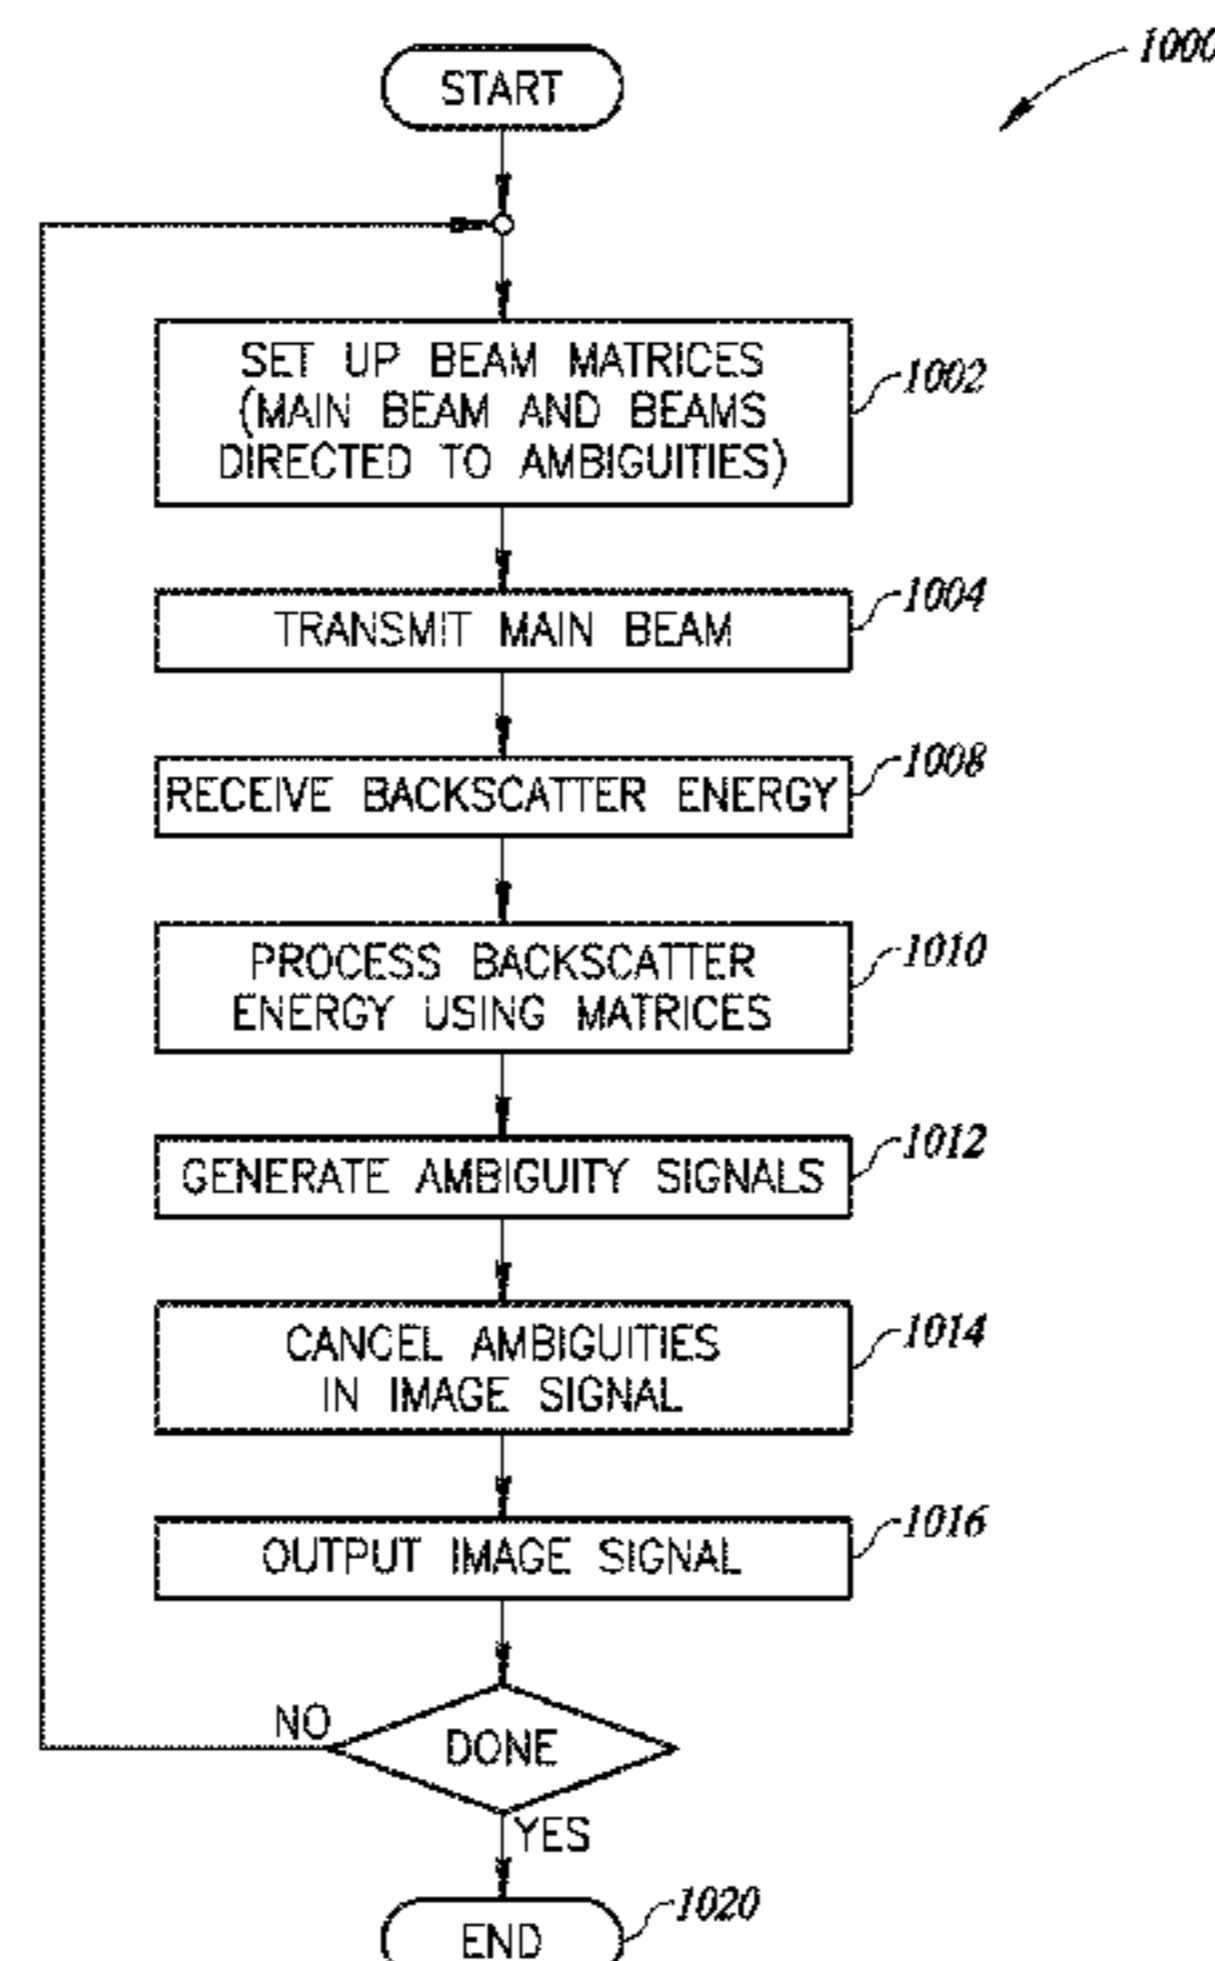 1000
START
SET UP BEAM MATRICES
(MAIN BEAM AND BEAMS
DIRECTED TO AMBIGUITIES)
1002
TRANSMIT MAIN BEAM
1004
RECEIVE BACKSCATTER ENERGY
1008
PROCESS BACKSCATTER
ENERGY USING MATRICES
1010
GENERATE AMBIGUITY SIGNALS
1012
CANCEL AMBIGUITIES
IN IMAGE SIGNAL
1014
OUTPUT IMAGE SIGNAL
1016
NO
DONE
YES
END
1020